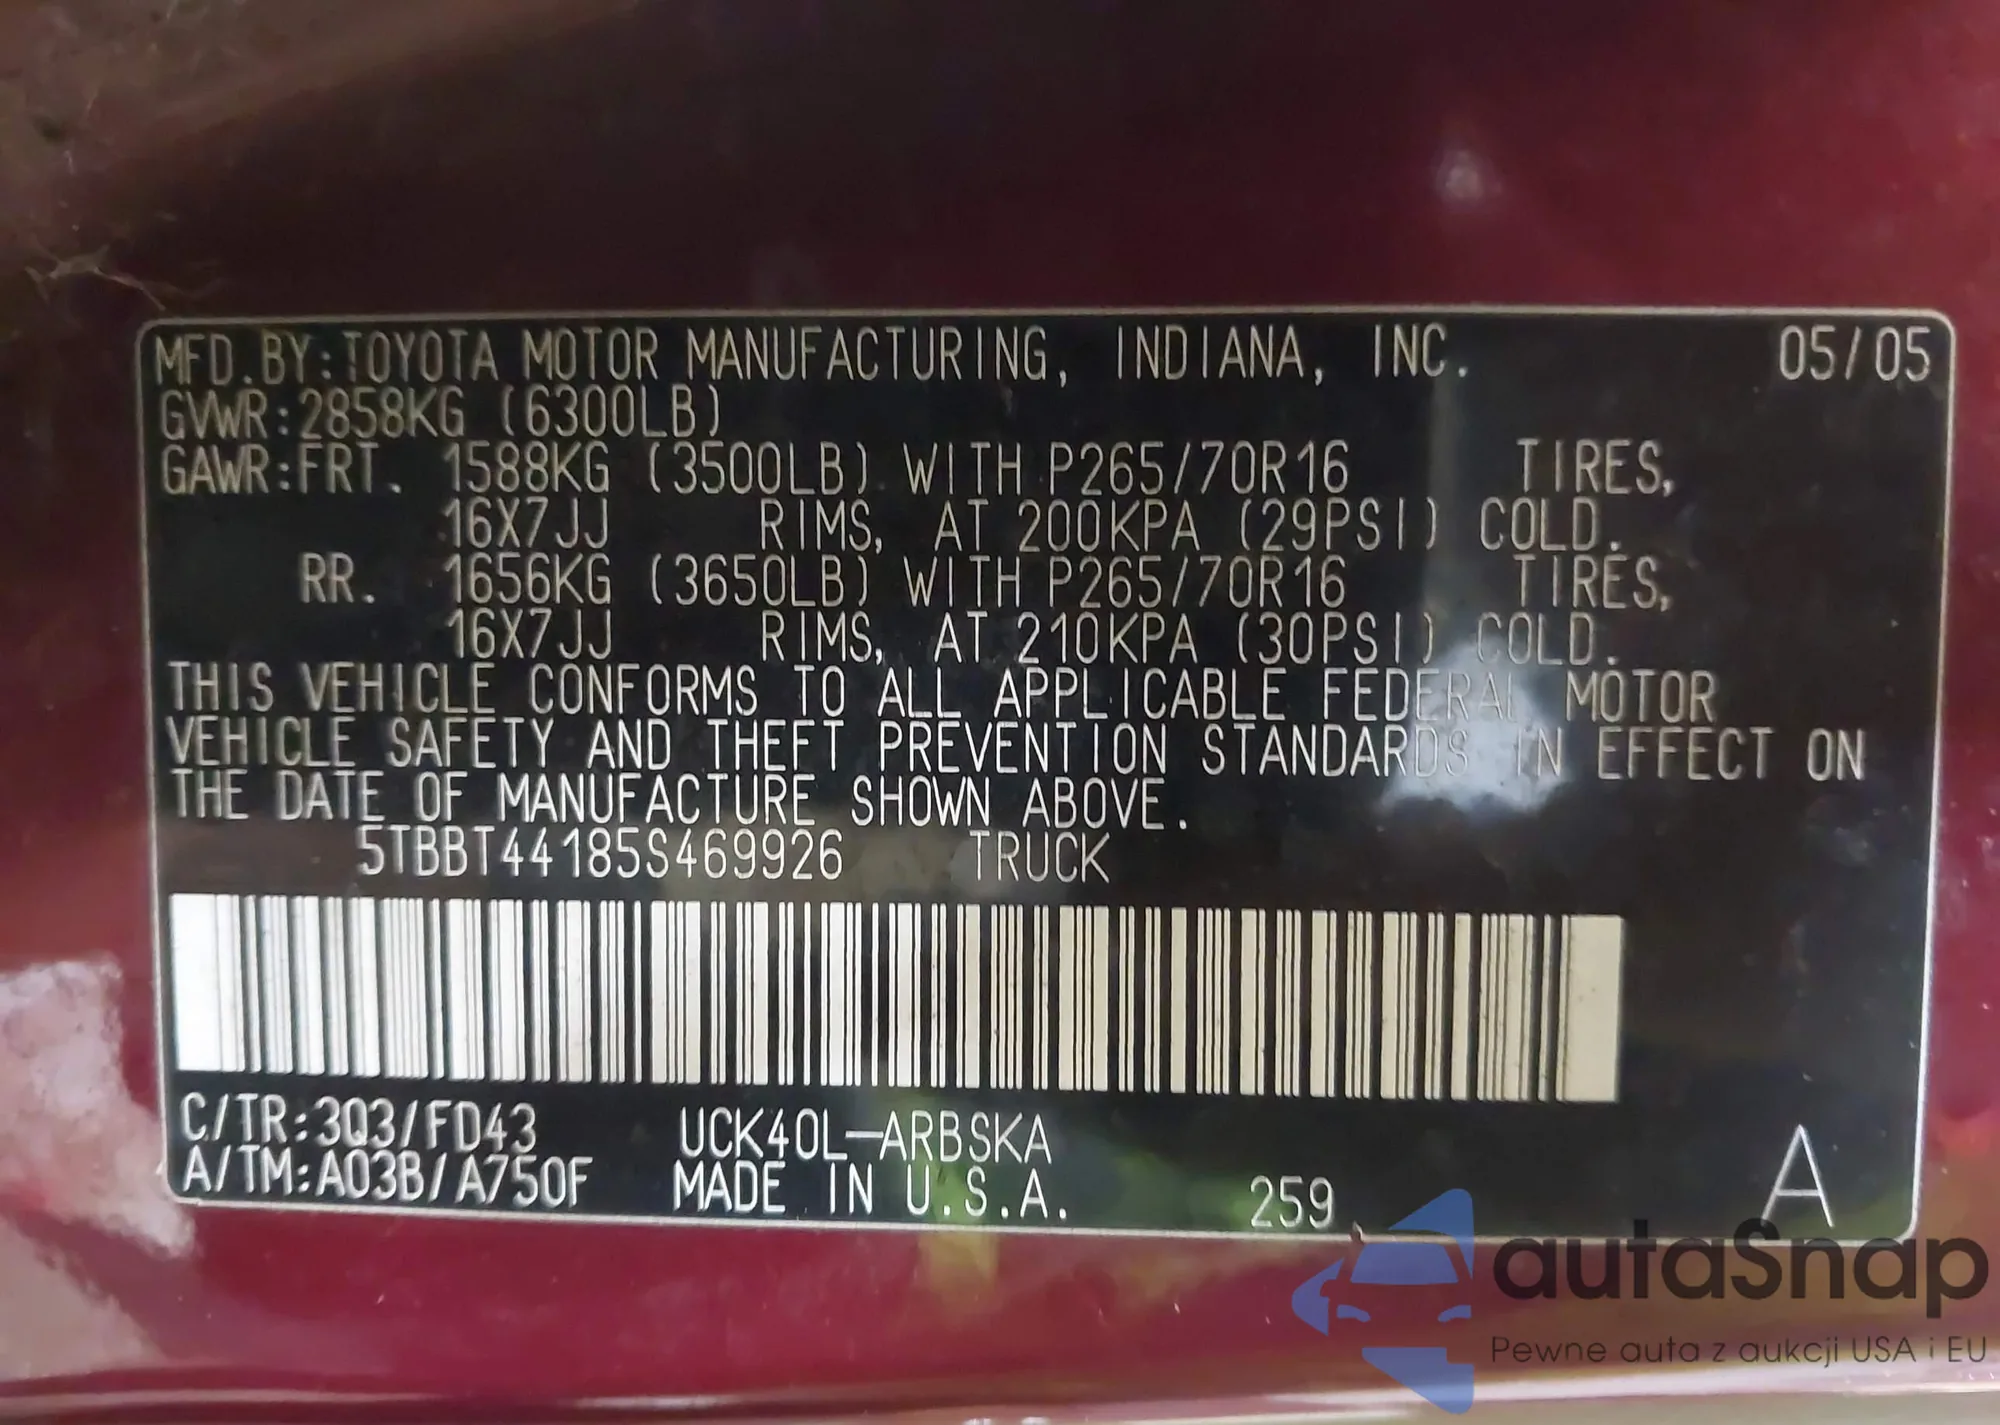 MFD. BY: TOYOTA MOTOR MANUFACTURING, INDIANA, INC. 05/05
GVWR: 2858KG (6300LB)
GAWR: FRT. 1588KG (3500LB) WITH P265/70R16 TIRES,
16X7JJ RIMS, AT 200KPA (29PSI) COLD.
RR. 1656KG (3650LB) WITH P265/70R16 TIRES,
16X7JJ RIMS, AT 210KPA (30PSI) COLD.
THIS VEHICLE CONFORMS TO ALL APPLICABLE FEDERAL MOTOR
VEHICLE SAFETY AND THEFT PREVENTION STANDARDS IN EFFECT ON
THE DATE OF MANUFACTURE SHOWN ABOVE.
5TBBT44185S469926 TRUCK
C/TR: 3Q3/FD43 UCK40L-ARBSKA
A/TM: A03B/A750F MADE IN U.S.A. 259 A
autaSnap
Pewne auta z aukcji USA i EU